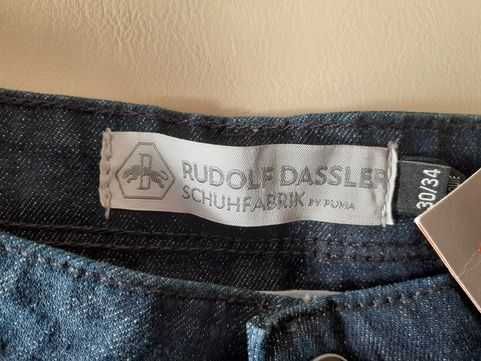 RUDOLF DASSLER
SCHUHFABRIK BY PUMA
30/34